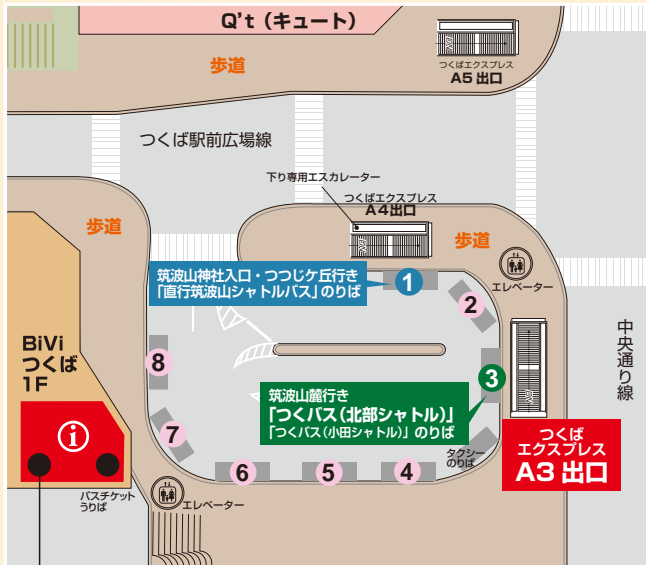 Q't (キュート)
歩道
つくばエクスプレス
A5 出口
つくば駅前広場線
下り専用エスカレーター
つくばエクスプレス
A4出口
歩道
歩道
筑波山神社入口・つつじケ丘行き
「直行筑波山シャトルバス」のりば
1
エレベーター
2
中央通り線
BiVi
つくば
1F
8
3
筑波山麓行き
「つくバス(北部シャトル)」
「つくバス(小田シャトル)」のりば
7
タクシー
のりば
つくば
エクスプレス
A3 出口
6
5
4
バスチケット
うりば
エレベーター